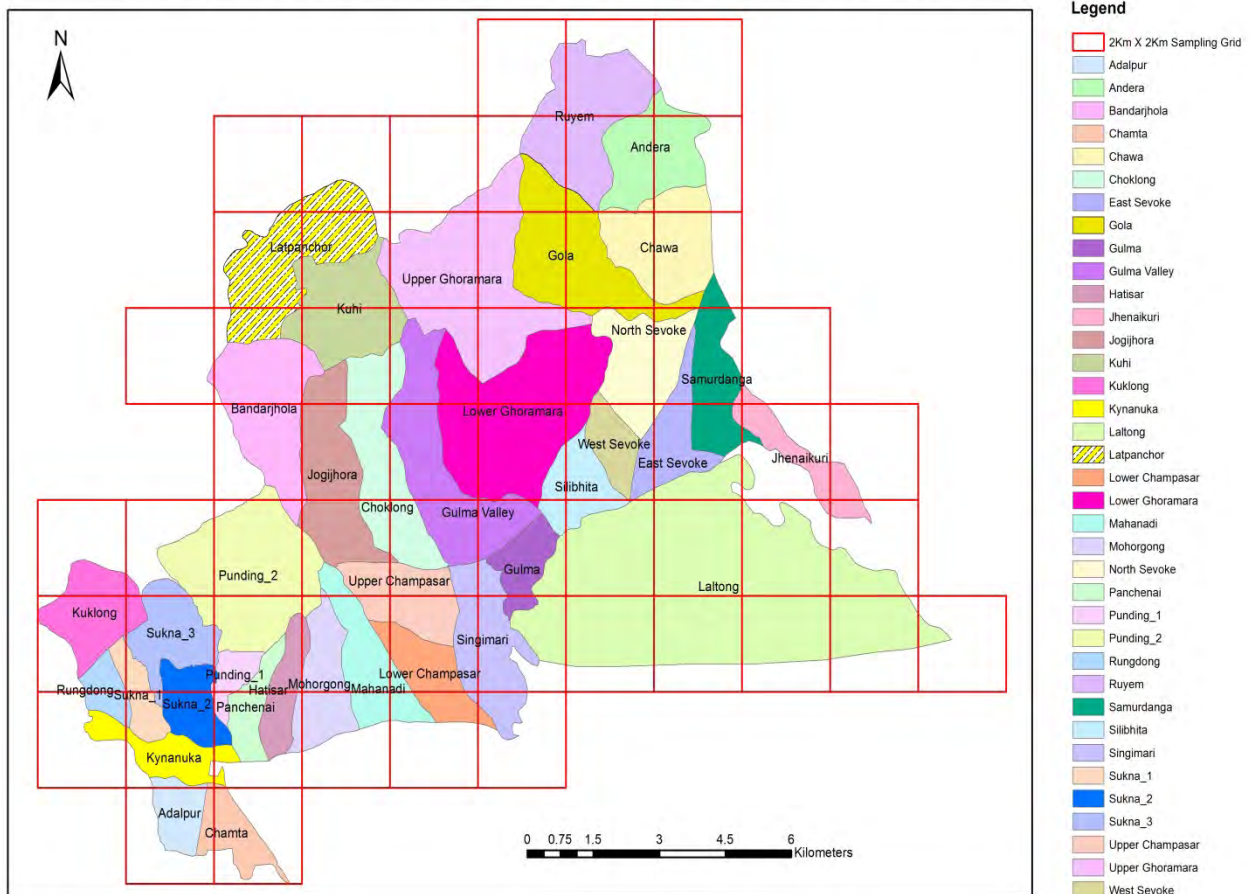 N
Ruyem
Andera
Latpanchor
Gola
Chawa
Upper Ghoramara
Kuhi
North Sevoke
Samurdanga
Bandarjhola
Lower Ghoramara
West Sevoke
Jhenaikuri
East Sevoke
Jogijhora
Silibhita
Choklong
Gulma Valley
Gulma
Punding_2
Upper Champasar
Laltong
Kuklong
Sukna_3
Singimari
Punding_1
Lower Champasar
Rungdong
Sukna_1
Hatisar
Mohorgong
Mahanadi
Sukna_2
Panchenai
Kynanuka
Adalpur
Chamta
0 0.75 1.5 3 4.5 6
Kilometers
Legend
2Km X 2Km Sampling Grid
Adalpur
Andera
Bandarjhola
Chamta
Chawa
Choklong
East Sevoke
Gola
Gulma
Gulma Valley
Hatisar
Jhenaikuri
Jogijhora
Kuhi
Kuklong
Kynanuka
Laltong
Latpanchor
Lower Champasar
Lower Ghoramara
Mahanadi
Mohorgong
North Sevoke
Panchenai
Punding_1
Punding_2
Rungdong
Ruyem
Samurdanga
Silibhita
Singimari
Sukna_1
Sukna_2
Sukna_3
Upper Champasar
Upper Ghoramara
West Sevoke